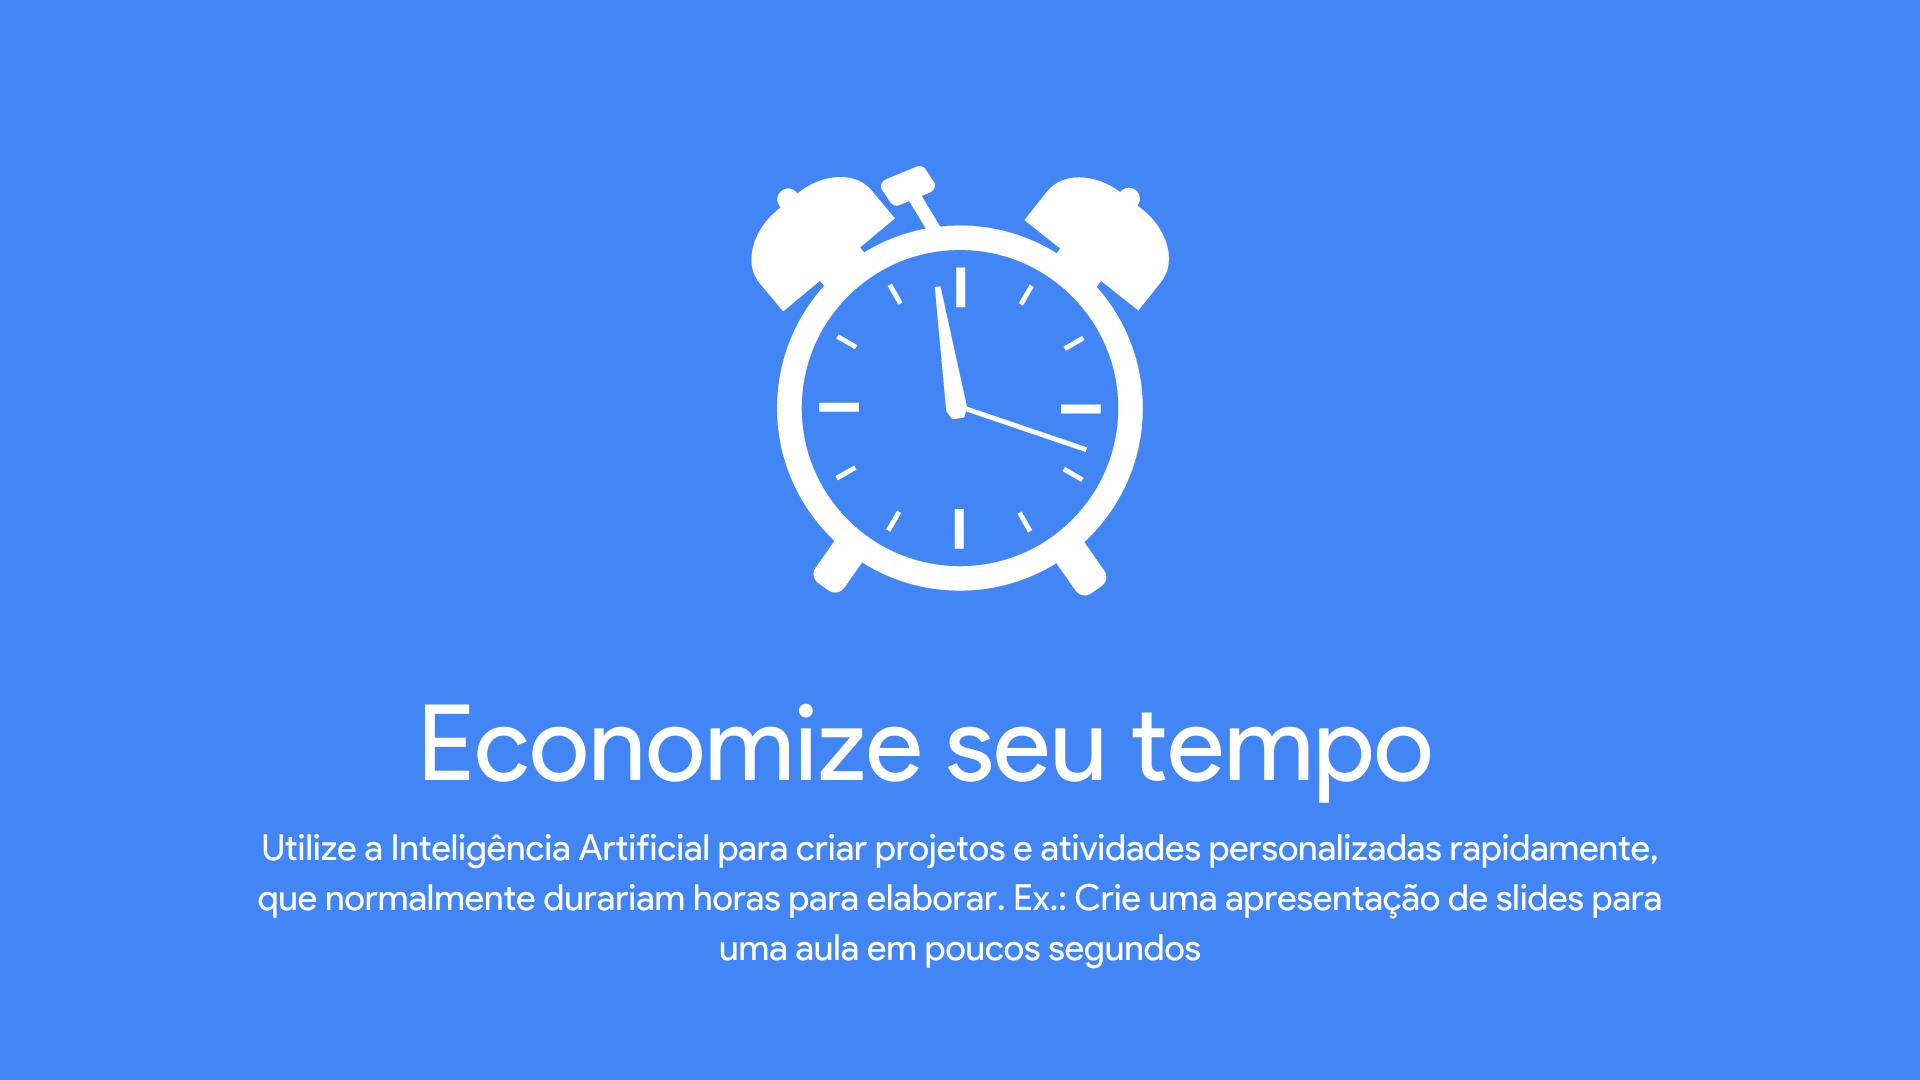 Economize seu tempo
Utilize a Inteligência Artificial para criar projetos e atividades personalizadas rapidamente,
que normalmente durariam horas para elaborar. Ex.: Crie uma apresentação de slides para
uma aula em poucos segundos